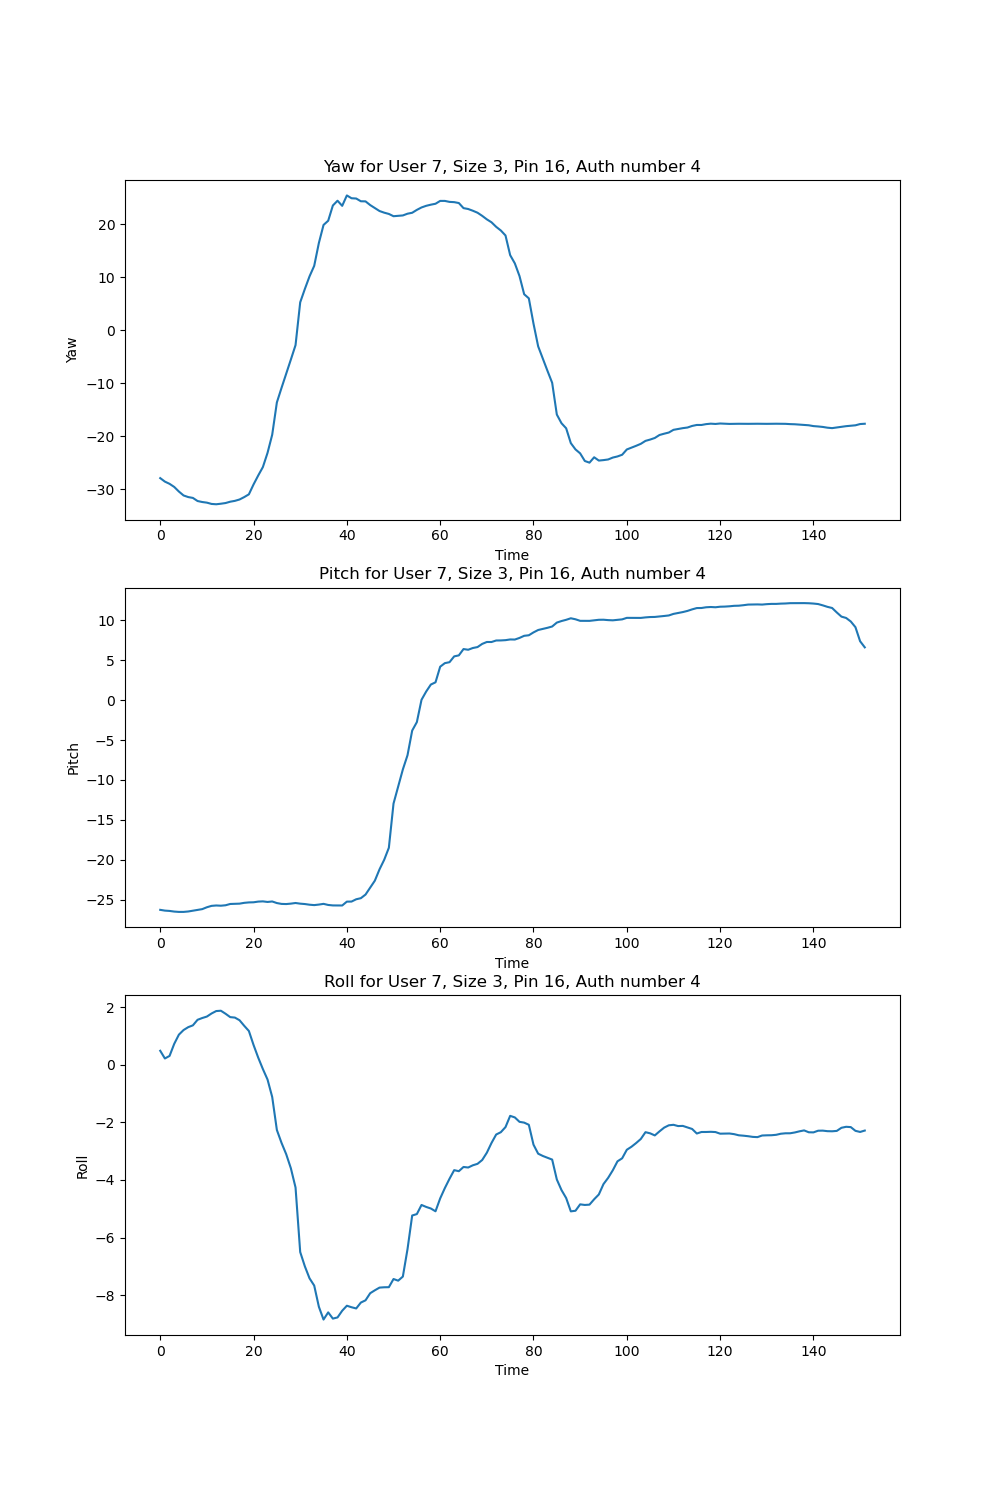 Yaw for User 7, Size 3, Pin 16, Auth number 4
20
10
0
−10
−20
−30
Yaw
0 20 40 60 80 100 120 140
Time
Pitch for User 7, Size 3, Pin 16, Auth number 4
10
5
0
−5
−10
−15
−20
−25
Pitch
0 20 40 60 80 100 120 140
Time
Roll for User 7, Size 3, Pin 16, Auth number 4
2
0
−2
−4
−6
−8
Roll
0 20 40 60 80 100 120 140
Time